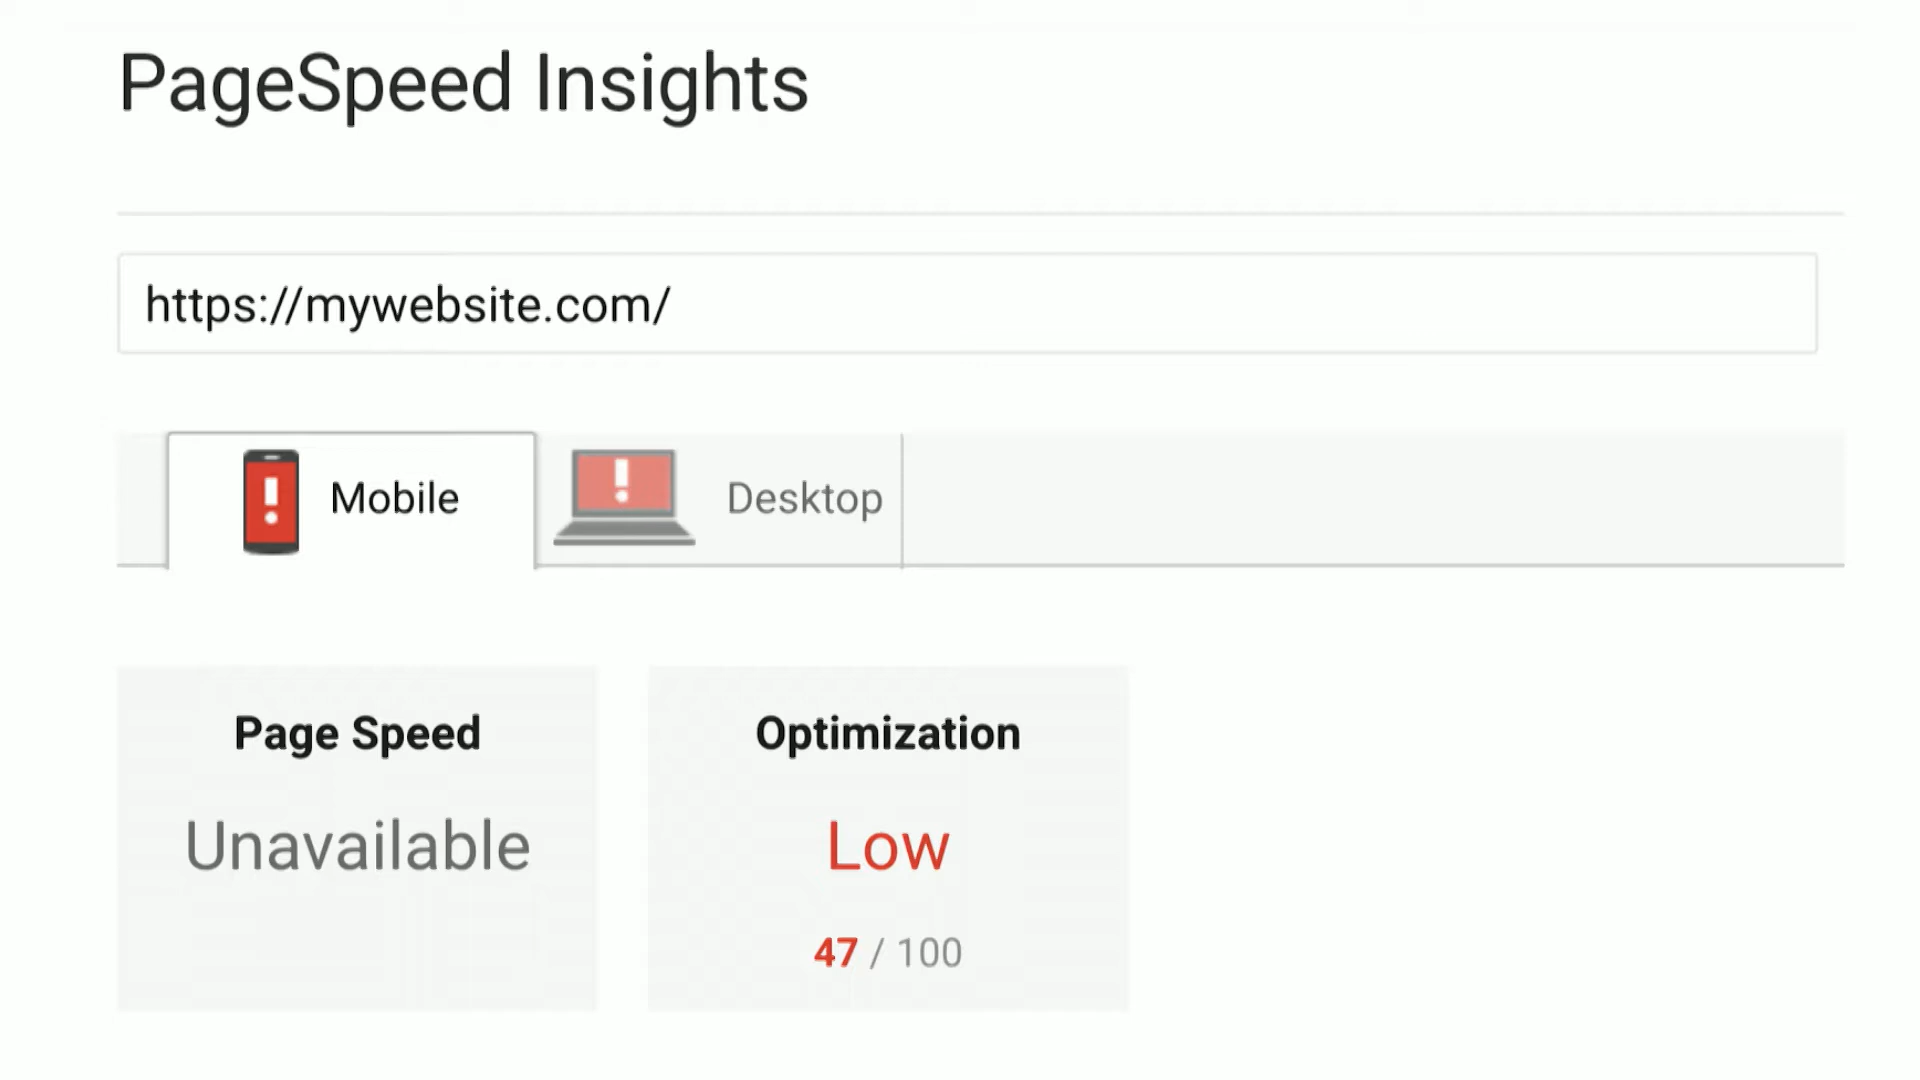 PageSpeed Insights
https://mywebsite.com/
Mobile
Desktop
Page Speed
Unavailable
Optimization
Low
47 / 100